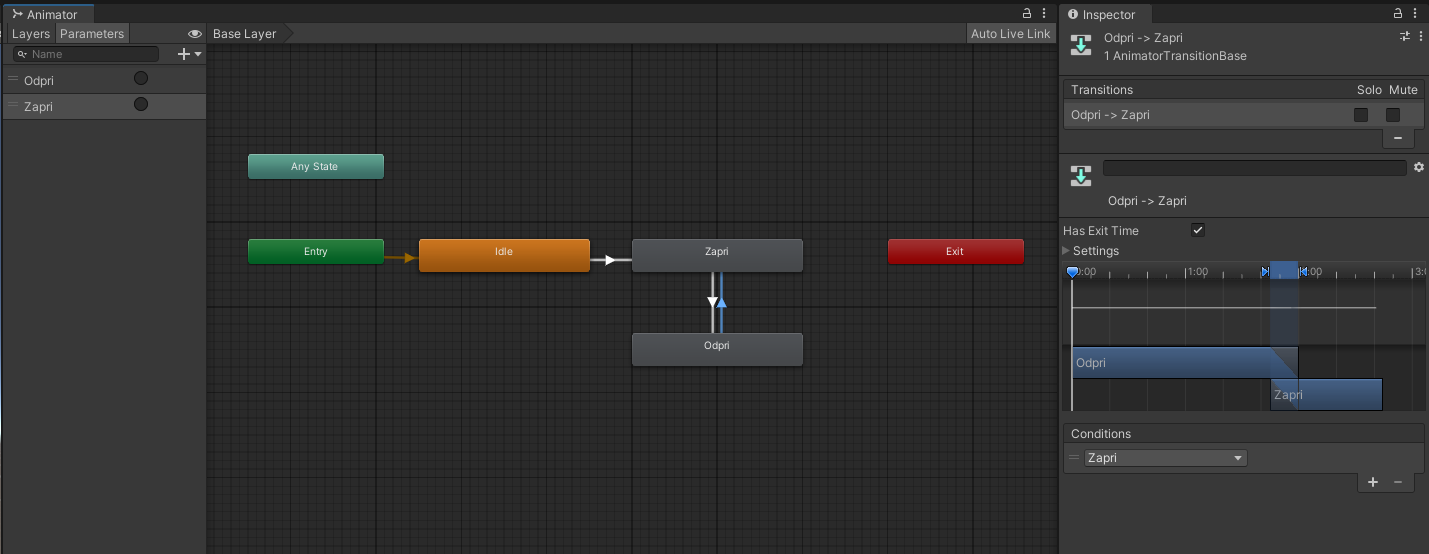 Animator
Layers Parameters
Name
Odpri
Zapri
Base Layer
Auto Live Link
Any State
Entry
Idle
Zapri
Exit
Odpri
Inspector
Odpri -> Zapri
1 AnimatorTransitionBase
Transitions Solo Mute
Odpri -> Zapri
Odpri -> Zapri
Has Exit Time
Settings
:00 1:00 :00 3:0
Odpri
Zapri
Conditions
Zapri